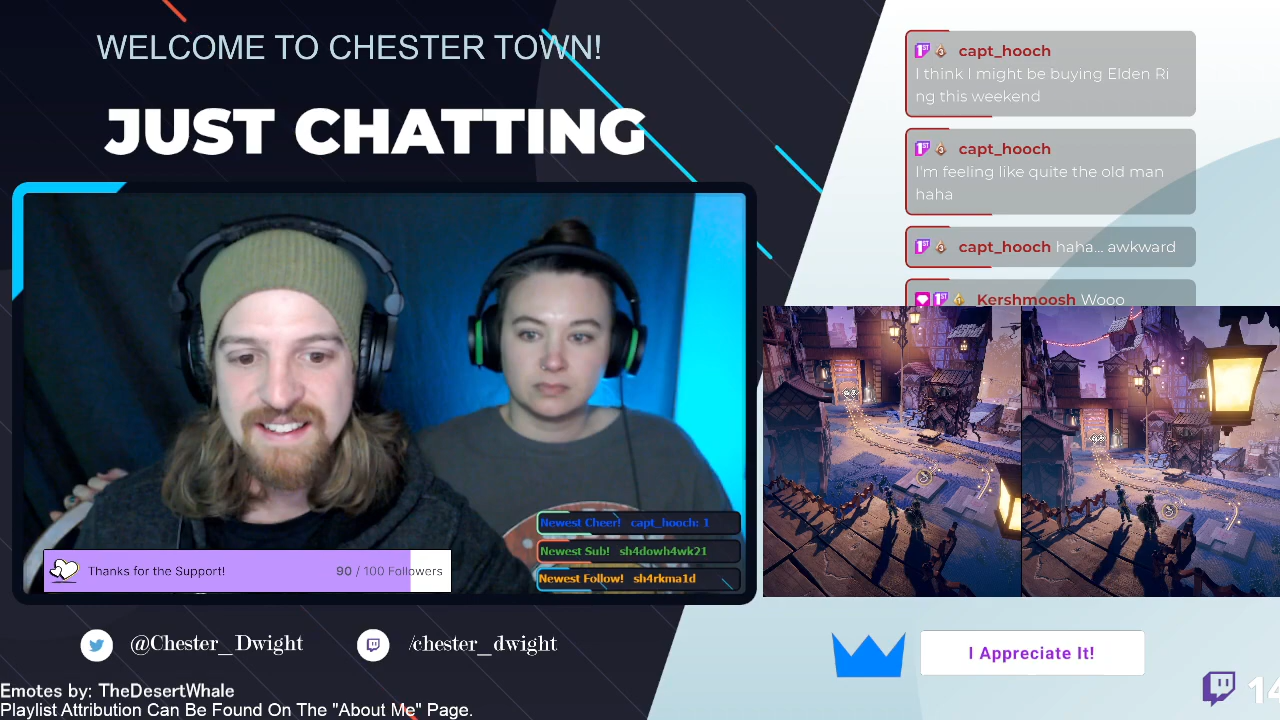 WELCOME TO CHESTER TOWN!
JUST CHATTING
capt_hooch
I think I might be buying Elden Ri
ng this weekend
capt_hooch
I'm feeling like quite the old man
haha
capt_hooch haha... awkward
Kershmoosh Wooo
Newest Cheer! capt_hooch: 1
Newest Sub! sh4dowh4wk21
Newest Follow! sh4rkma1d
Thanks for the Support! 90 / 100 Followers
@Chester_Dwight /chester_dwight
I Appreciate It!
14
Emotes by: TheDesertWhale
Playlist Attribution Can Be Found On The "About Me" Page.